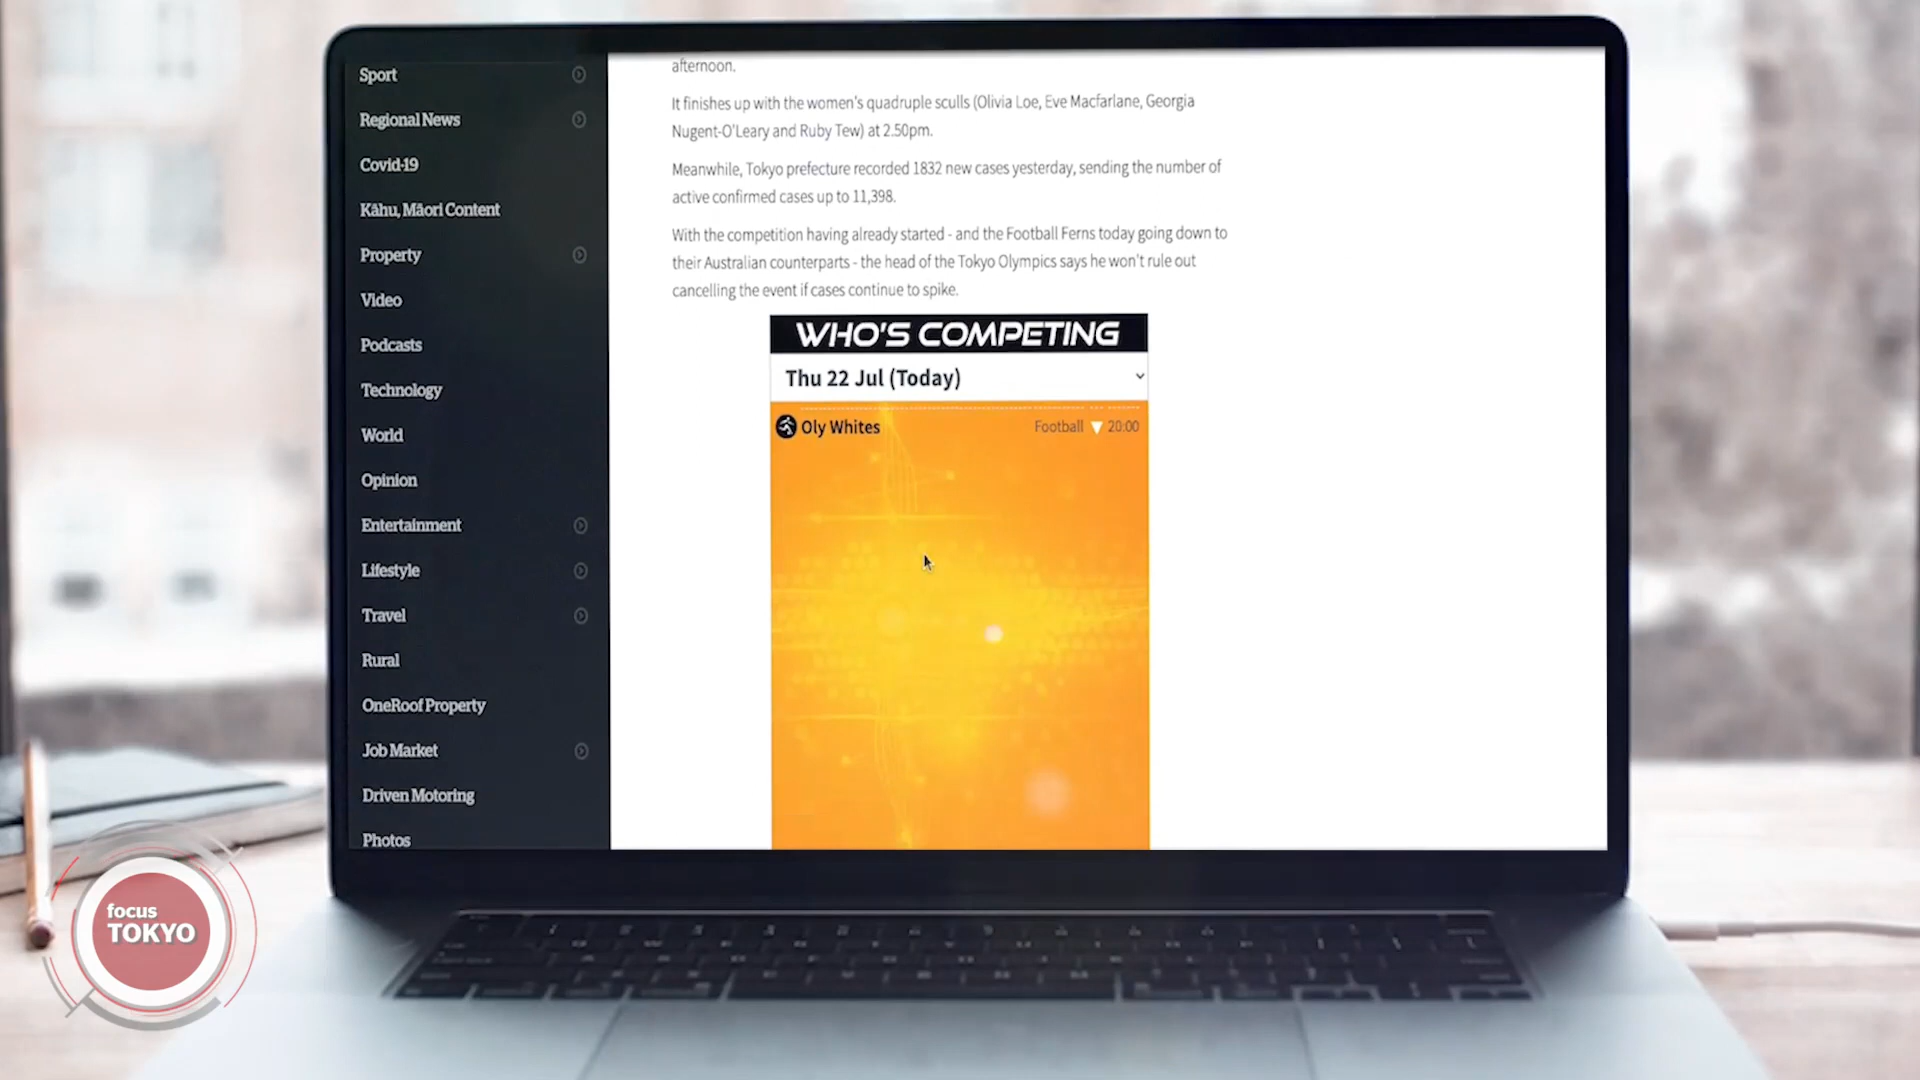 Sport
Regional News
Covid-19
Kāhu, Māori Content
Property
Video
Podcasts
Technology
World
Opinion
Entertainment
Lifestyle
Travel
Rural
OneRoof Property
Job Market
Driven Motoring
Photos
afternoon.
It finishes up with the women's quadruple sculls (Olivia Loe, Eve Macfarlane, Georgia
Nugent-O'Leary and Ruby Tew) at 2.50pm.
Meanwhile, Tokyo prefecture recorded 1832 new cases yesterday, sending the number of
active confirmed cases up to 11,398.
With the competition having already started - and the Football Ferns today going down to
their Australian counterparts - the head of the Tokyo Olympics says he won't rule out
cancelling the event if cases continue to spike.
WHO'S COMPETING
Thu 22 Jul (Today)
Oly Whites Football 20:00
focus
TOKYO